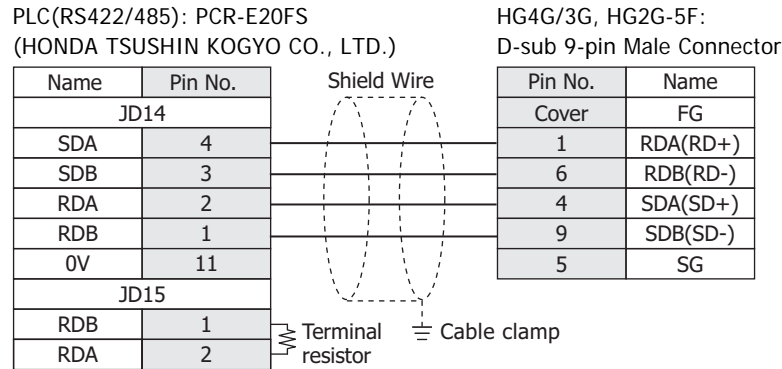 PLC(RS422/485): PCR-E20FS
(HONDA TSUSHIN KOGYO CO., LTD.)
HG4G/3G, HG2G-5F:
D-sub 9-pin Male Connector
Name Pin No. Shield Wire Pin No. Name
JD14 Cover FG
SDA 4 1 RDA(RD+)
SDB 3 6 RDB(RD-)
RDA 2 4 SDA(SD+)
RDB 1 9 SDB(SD-)
0V 11 5 SG
JD15
RDB 1 Terminal Cable clamp
RDA 2 resistor